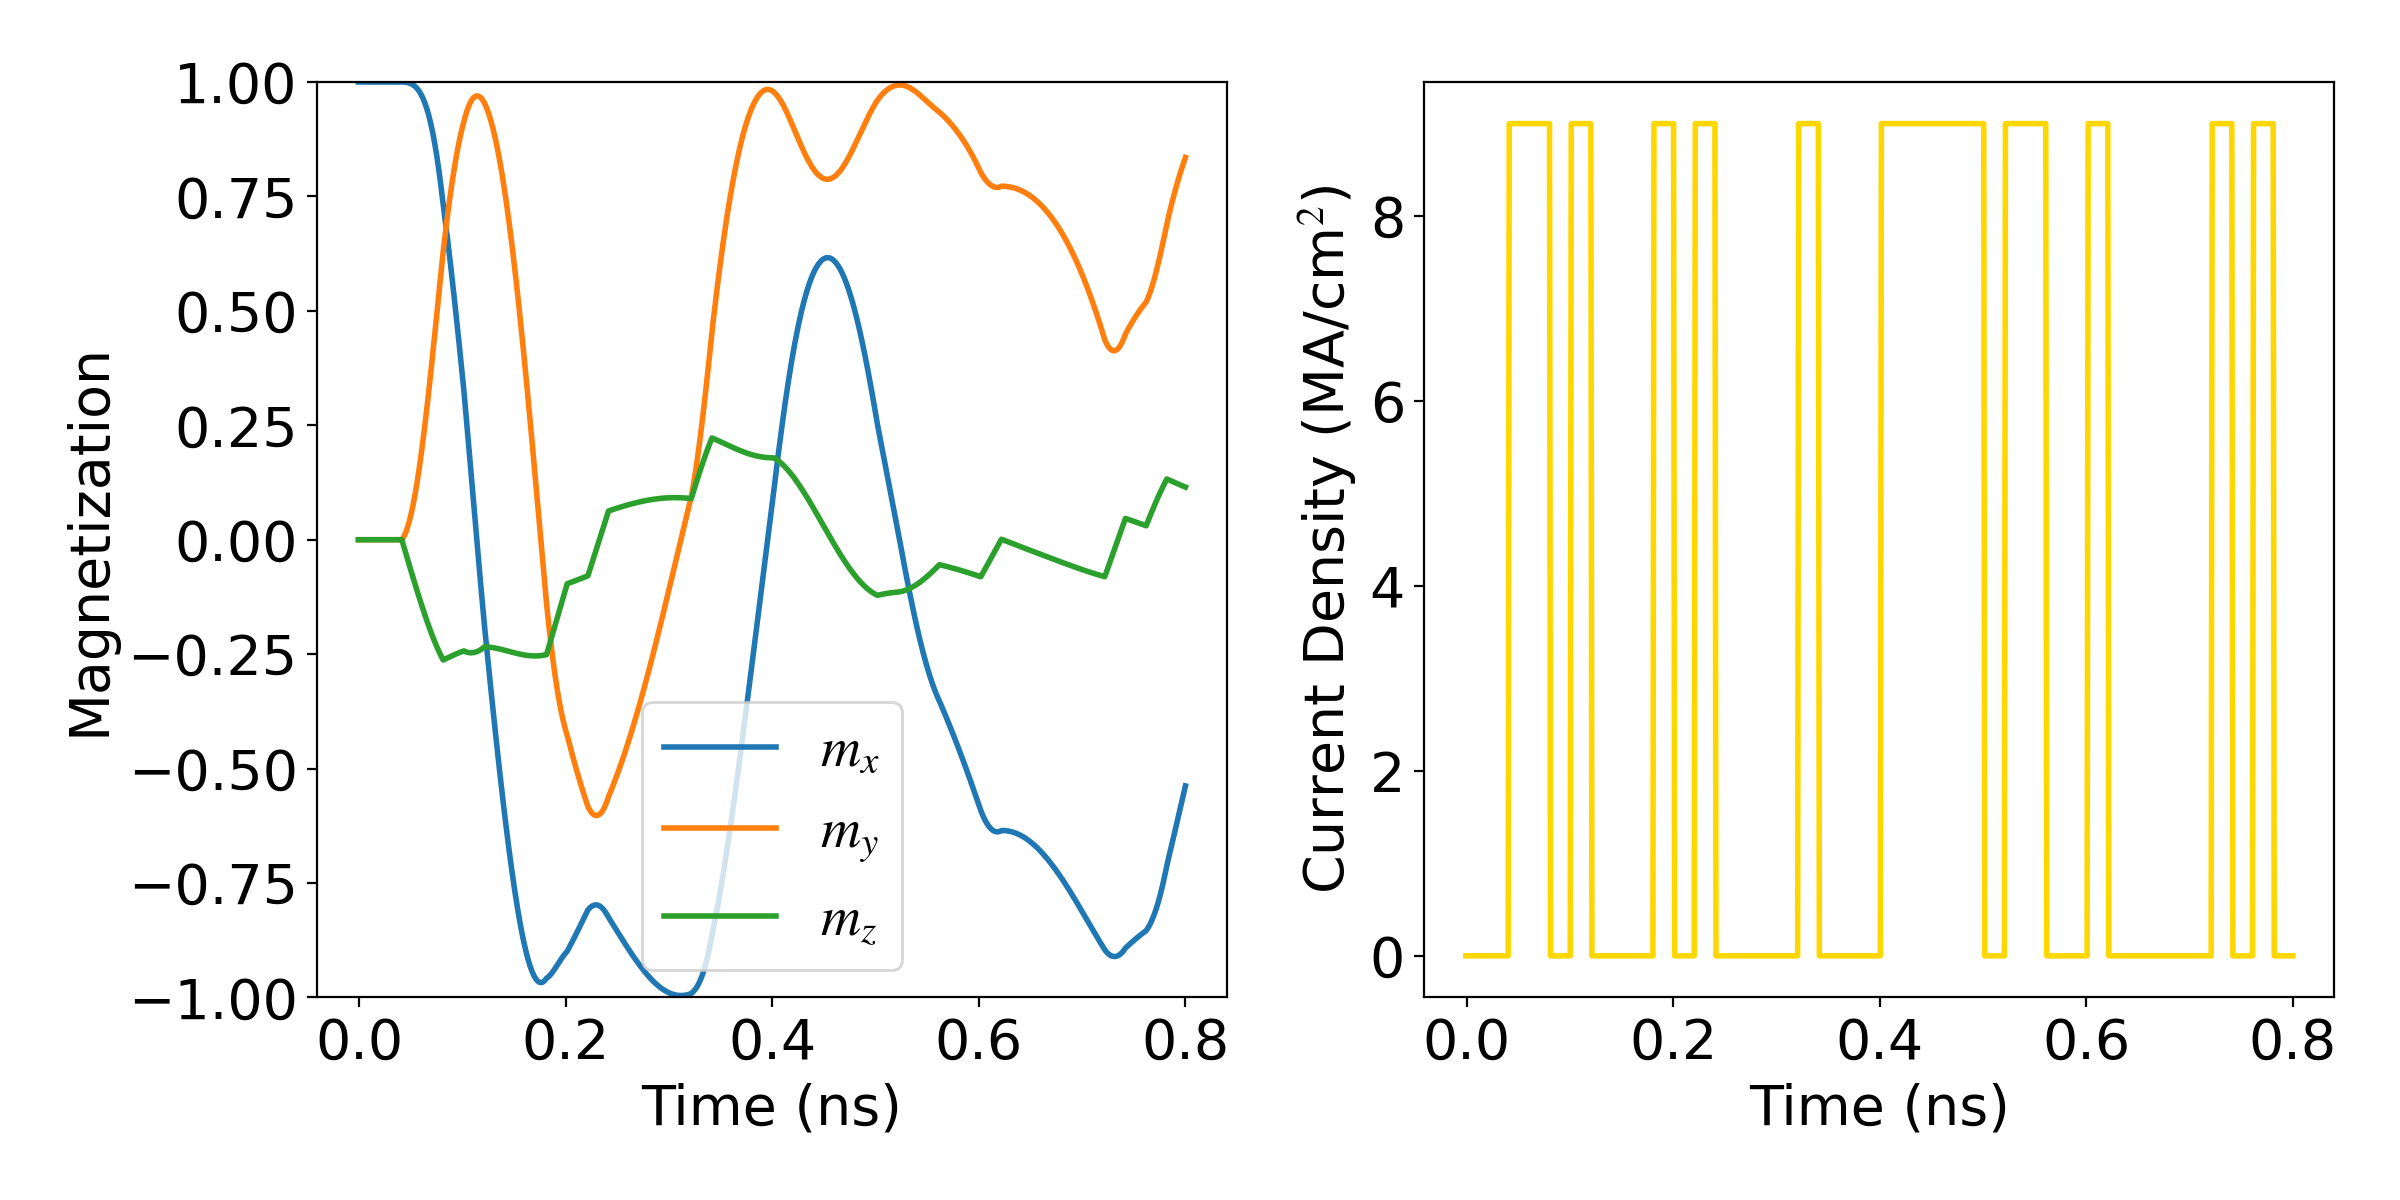 1.00
0.75
0.50
0.25
0.00
−0.25
−0.50
−0.75
−1.00
Magnetization
0.0 0.2 0.4 0.6 0.8
Time (ns)
m_x
m_y
m_z
8
6
4
2
0
Current Density (MA/cm²)
0.0 0.2 0.4 0.6 0.8
Time (ns)